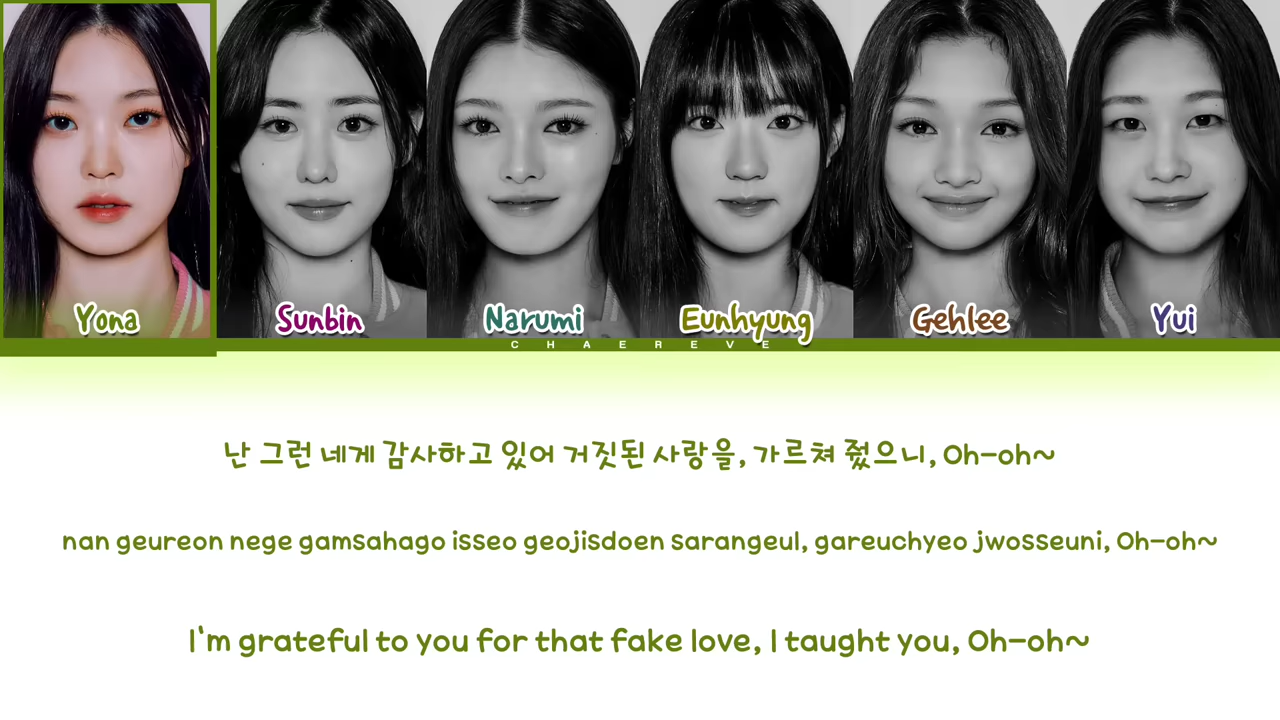 Yona Sunbin Narumi Eunhyung Gehlee Yui
CHAEREVE
난 그런 네게 감사하고 있어 거짓된 사랑을, 가르쳐 줬으니, Oh-oh~
nan geureon nege gamsahago isseo geojisdoen sarangeul, gareuchyeo jwosseuni, Oh-oh~
I'm grateful to you for that fake love, I taught you, Oh-oh~